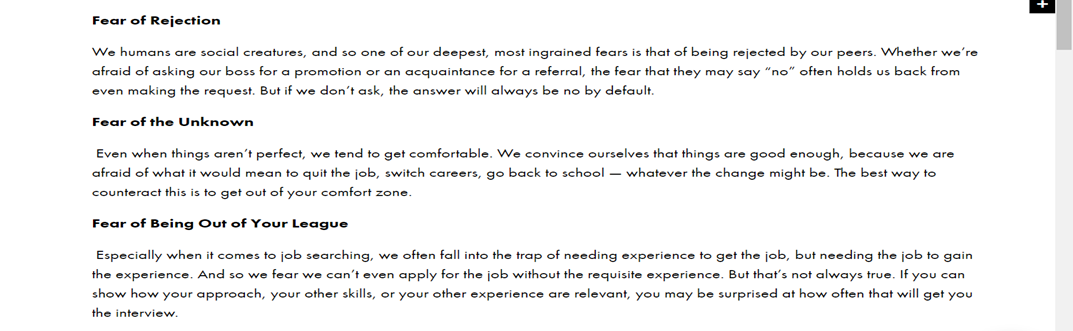 Fear of Rejection
We humans are social creatures, and so one of our deepest, most ingrained fears is that of being rejected by our peers. Whether we’re
afraid of asking our boss for a promotion or an acquaintance for a referral, the fear that they may say “no” often holds us back from
even making the request. But if we don’t ask, the answer will always be no by default.
Fear of the Unknown
Even when things aren’t perfect, we tend to get comfortable. We convince ourselves that things are good enough, because we are
afraid of what it would mean to quit the job, switch careers, go back to school — whatever the change might be. The best way to
counteract this is to get out of your comfort zone.
Fear of Being Out of Your League
Especially when it comes to job searching, we often fall into the trap of needing experience to get the job, but needing the job to gain
the experience. And so we fear we can’t even apply for the job without the requisite experience. But that’s not always true. If you can
show how your approach, your other skills, or your other experience are relevant, you may be surprised at how often that will get you
the interview.